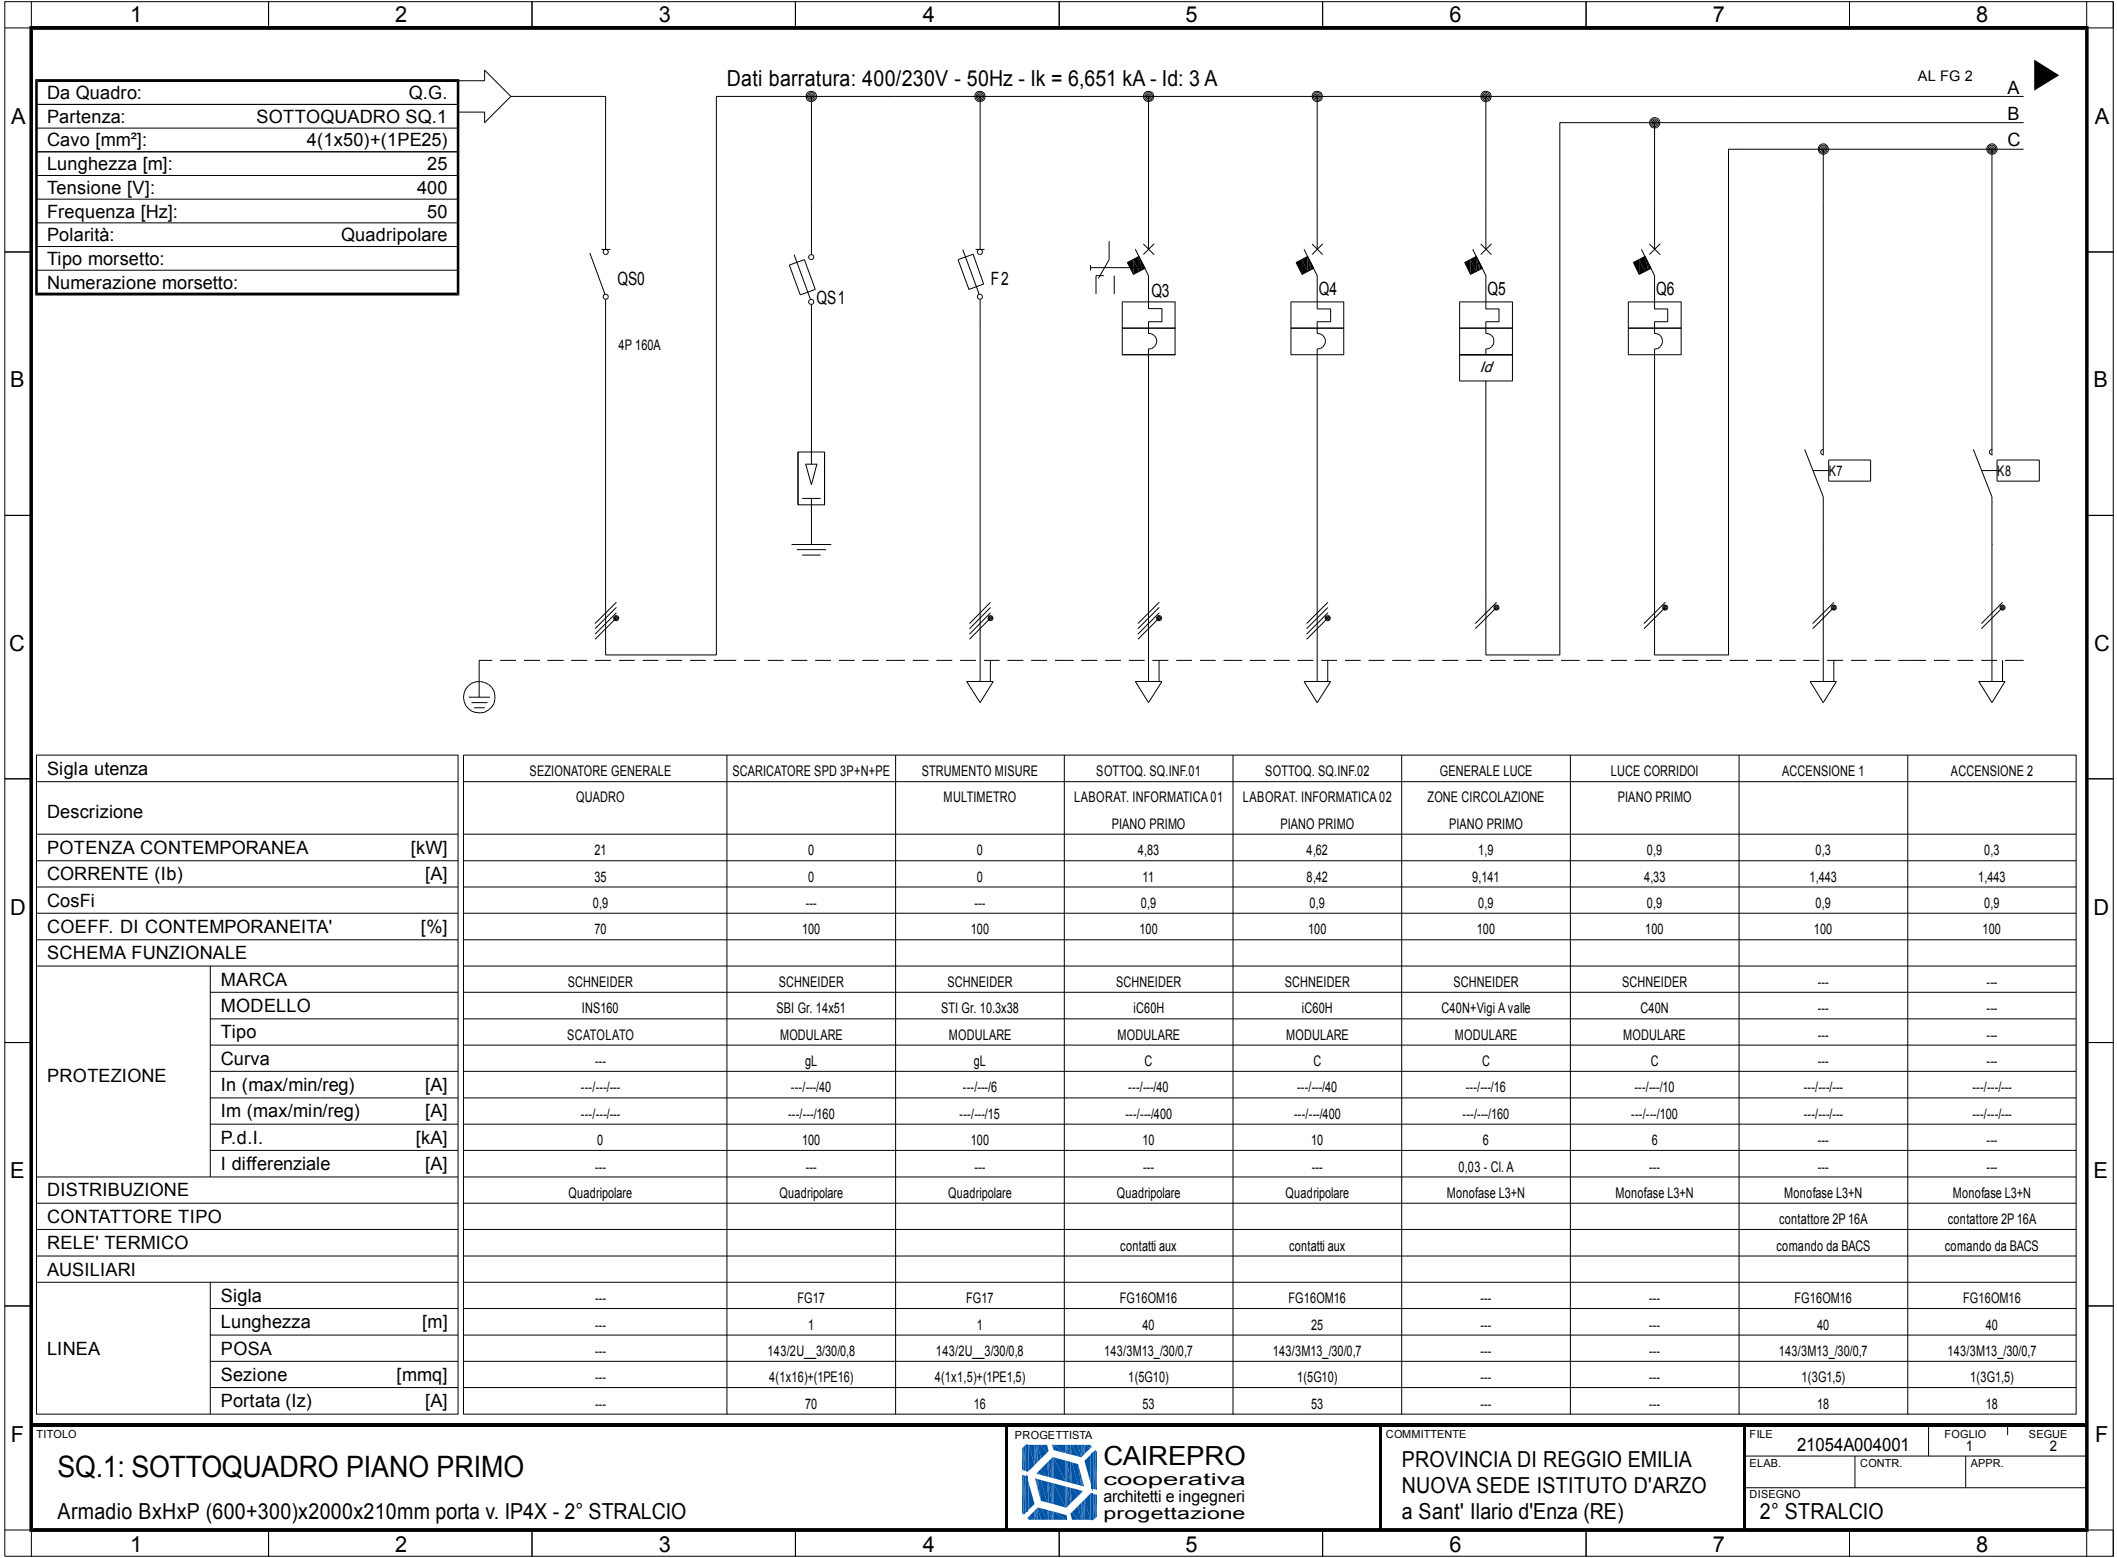 1 2 3 4 5 6 7 8
Dati barratura: 400/230V - 50Hz - Ik = 6,651 kA - Id: 3 A
AL FG 2
A
B
C
Da Quadro: Q.G.
Partenza: SOTTOQUADRO SQ.1
Cavo [mm²]: 4(1x50)+(1PE25)
Lunghezza [m]: 25
Tensione [V]: 400
Frequenza [Hz]: 50
Polarità: Quadripolare
Tipo morsetto:
Numerazione morsetto:
A A
QS0
4P 160A
QS1
F2
Q3
Q4
Q5
Id
Q6
K7
K8
B B
C C
Sigla utenza SEZIONATORE GENERALE SCARICATORE SPD 3P+N+PE STRUMENTO MISURE SOTTOQ. SQ.INF.01 SOTTOQ. SQ.INF.02 GENERALE LUCE LUCE CORRIDOI ACCENSIONE 1 ACCENSIONE 2
Descrizione QUADRO MULTIMETRO LABORAT. INFORMATICA 01 LABORAT. INFORMATICA 02 ZONE CIRCOLAZIONE PIANO PRIMO
PIANO PRIMO PIANO PRIMO PIANO PRIMO
POTENZA CONTEMPORANEA [kW] 21 0 0 4,83 4,62 1,9 0,9 0,3 0,3
CORRENTE (Ib) [A] 35 0 0 11 8,42 9,141 4,33 1,443 1,443
CosFi 0,9 --- --- 0,9 0,9 0,9 0,9 0,9 0,9
D D
COEFF. DI CONTEMPORANEITA' [%] 70 100 100 100 100 100 100 100 100
SCHEMA FUNZIONALE
PROTEZIONE
MARCA SCHNEIDER SCHNEIDER SCHNEIDER SCHNEIDER SCHNEIDER SCHNEIDER SCHNEIDER --- ---
MODELLO INS160 SBI Gr. 14x51 STI Gr. 10.3x38 iC60H iC60H C40N+Vigi A valle C40N --- ---
Tipo SCATOLATO MODULARE MODULARE MODULARE MODULARE MODULARE MODULARE --- ---
Curva --- gL gL C C C C --- ---
In (max/min/reg) [A] ---/---/--- ---/---/40 ---/---/6 ---/---/40 ---/---/40 ---/---/16 ---/---/10 ---/---/--- ---/---/---
Im (max/min/reg) [A] ---/---/--- ---/---/160 ---/---/15 ---/---/400 ---/---/400 ---/---/160 ---/---/100 ---/---/--- ---/---/---
P.d.I. [kA] 0 100 100 10 10 6 6 --- ---
I differenziale [A] --- --- --- --- --- 0,03 - Cl. A --- --- ---
E E
DISTRIBUZIONE Quadripolare Quadripolare Quadripolare Quadripolare Quadripolare Monofase L3+N Monofase L3+N Monofase L3+N Monofase L3+N
CONTATTORE TIPO contattore 2P 16A contattore 2P 16A
RELE' TERMICO contatti aux contatti aux comando da BACS comando da BACS
AUSILIARI
LINEA
Sigla --- FG17 FG17 FG16OM16 FG16OM16 --- --- FG16OM16 FG16OM16
Lunghezza [m] --- 1 1 40 25 --- --- 40 40
POSA --- 143/2U__3/30/0,8 143/2U__3/30/0,8 143/3M13_/30/0,7 143/3M13_/30/0,7 --- --- 143/3M13_/30/0,7 143/3M13_/30/0,7
Sezione [mmq] --- 4(1x16)+(1PE16) 4(1x1,5)+(1PE1,5) 1(5G10) 1(5G10) --- --- 1(3G1,5) 1(3G1,5)
Portata (Iz) [A] --- 70 16 53 53 --- --- 18 18
F F
TITOLO
SQ.1: SOTTOQUADRO PIANO PRIMO
Armadio BxHxP (600+300)x2000x210mm porta v. IP4X - 2° STRALCIO
PROGETTISTA
CAIREPRO
cooperativa
architetti e ingegneri
progettazione
COMMITTENTE
PROVINCIA DI REGGIO EMILIA
NUOVA SEDE ISTITUTO D'ARZO
a Sant' Ilario d'Enza (RE)
FILE 21054A004001
FOGLIO 1
SEGUE 2
ELAB. CONTR. APPR.
DISEGNO
2° STRALCIO
1 2 3 4 5 6 7 8